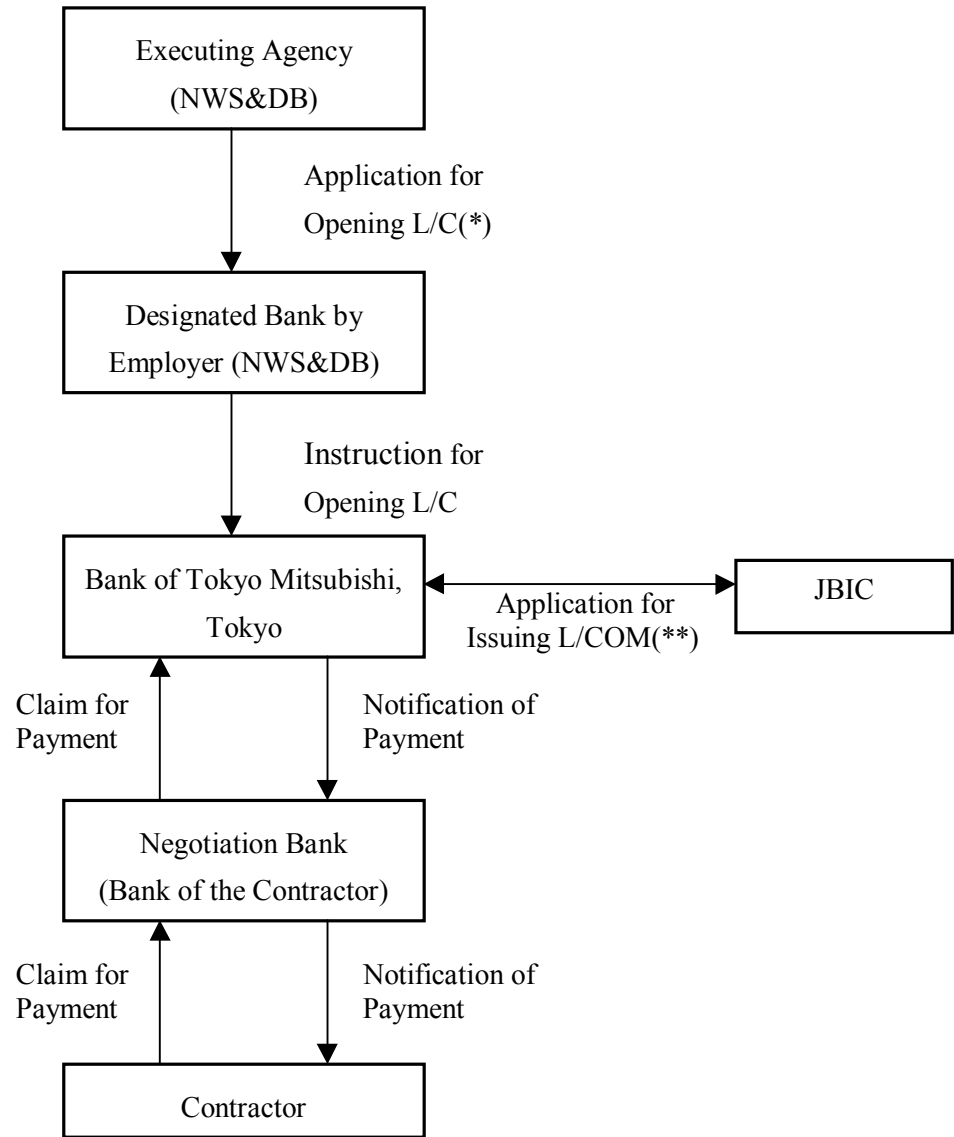 Executing Agency
(NWS&DB)
Application for
Opening L/C(*)
Designated Bank by
Employer (NWS&DB)
Instruction for
Opening L/C
Bank of Tokyo Mitsubishi,
Tokyo
Application for
Issuing L/COM(**)
JBIC
Claim for
Payment
Notification of
Payment
Negotiation Bank
(Bank of the Contractor)
Claim for
Payment
Notification of
Payment
Contractor